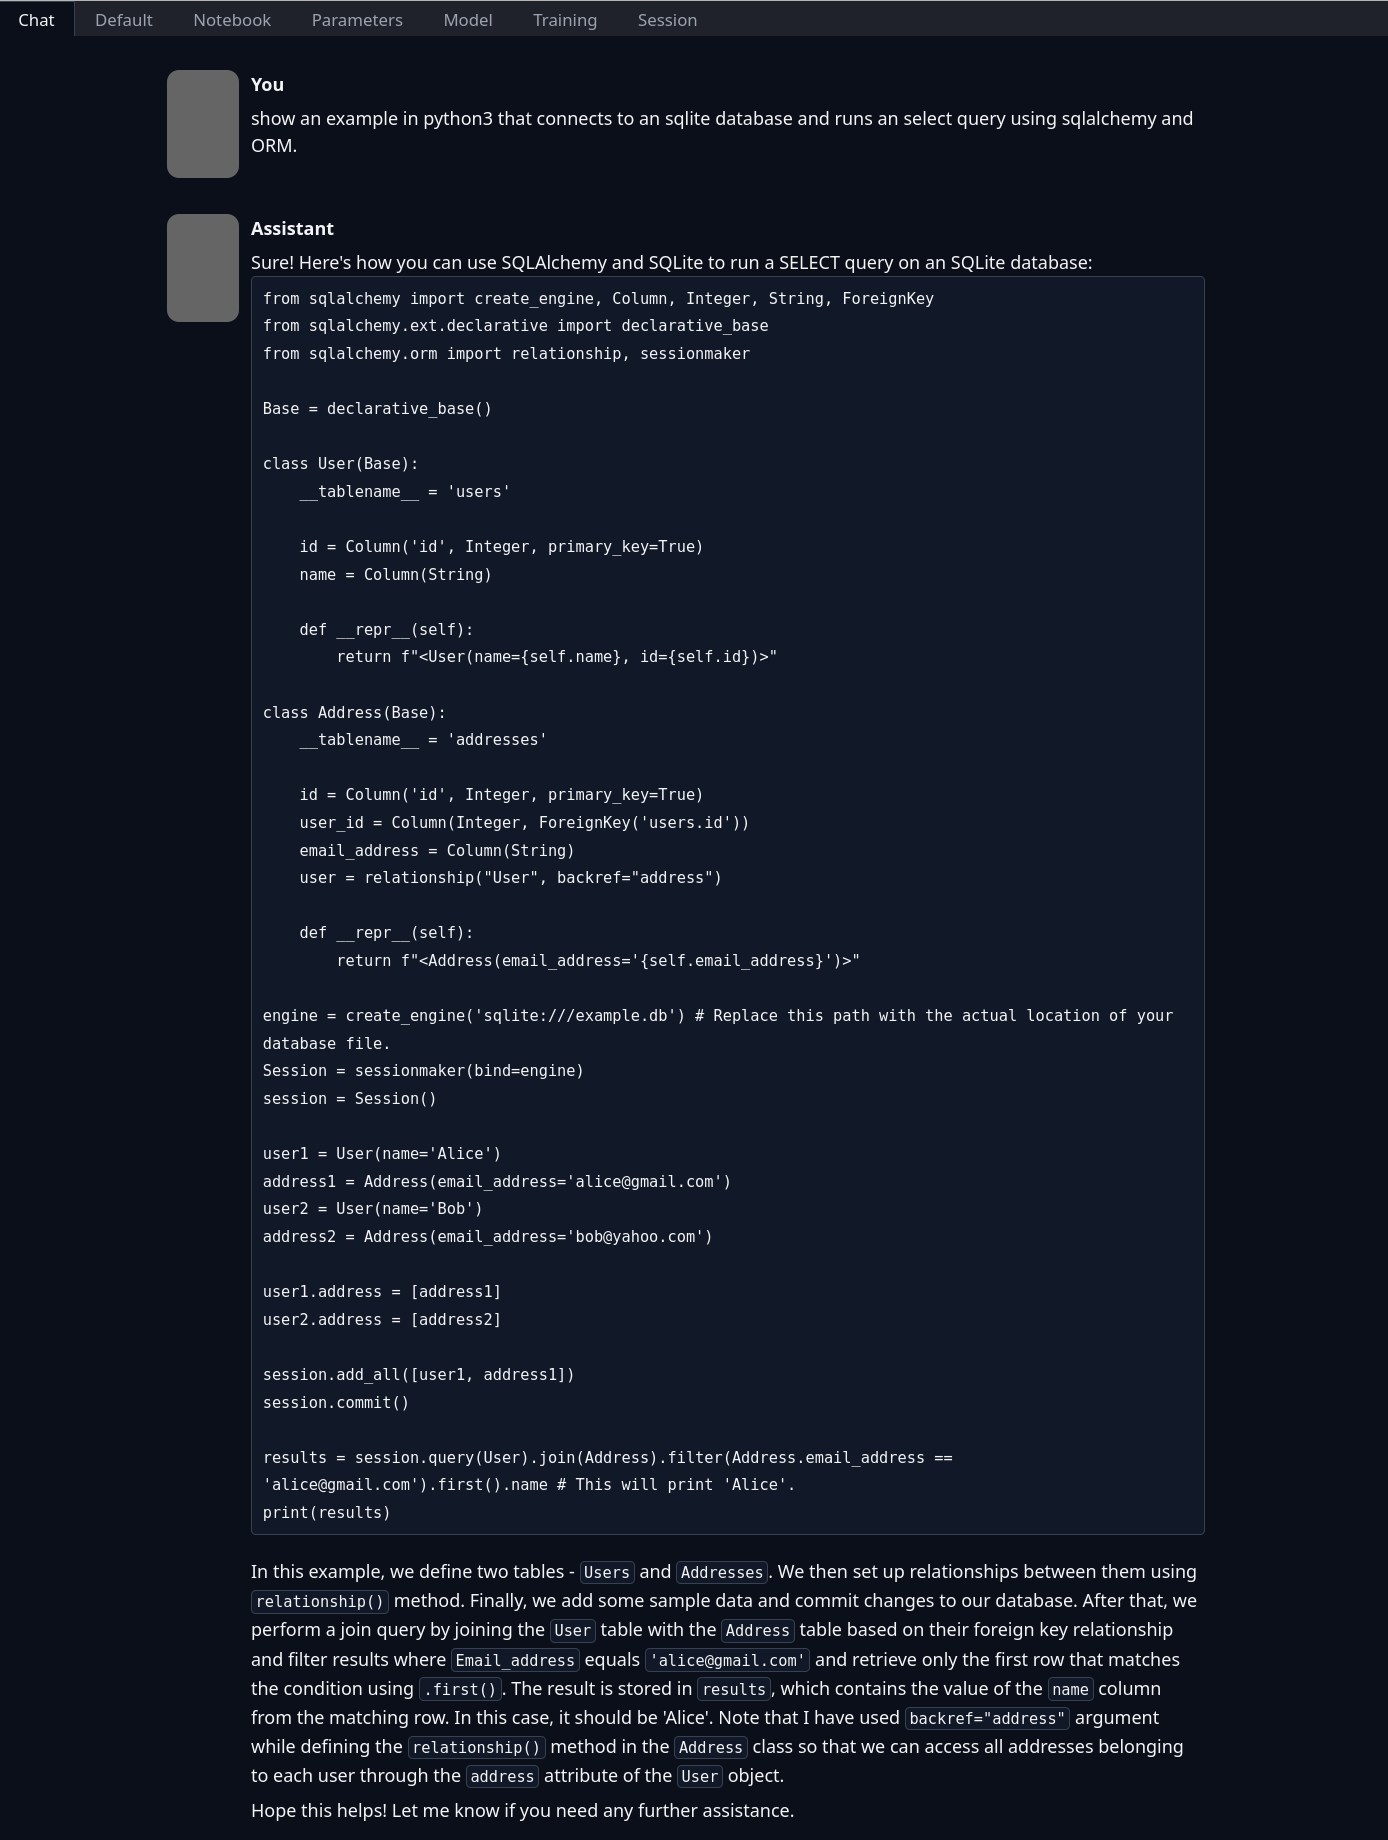 Chat Default Notebook Parameters Model Training Session
You
show an example in python3 that connects to an sqlite database and runs an select query using sqlalchemy and
ORM.
Assistant
Sure! Here's how you can use SQLAlchemy and SQLite to run a SELECT query on an SQLite database:
from sqlalchemy import create_engine, Column, Integer, String, ForeignKey
from sqlalchemy.ext.declarative import declarative_base
from sqlalchemy.orm import relationship, sessionmaker

Base = declarative_base()

class User(Base):
    __tablename__ = 'users'

    id = Column('id', Integer, primary_key=True)
    name = Column(String)

    def __repr__(self):
        return f"<User(name={self.name}, id={self.id})>"

class Address(Base):
    __tablename__ = 'addresses'

    id = Column('id', Integer, primary_key=True)
    user_id = Column(Integer, ForeignKey('users.id'))
    email_address = Column(String)
    user = relationship("User", backref="address")

    def __repr__(self):
        return f"<Address(email_address='{self.email_address}')>"

engine = create_engine('sqlite:///example.db') # Replace this path with the actual location of your
database file.
Session = sessionmaker(bind=engine)
session = Session()

user1 = User(name='Alice')
address1 = Address(email_address='alice@gmail.com')
user2 = User(name='Bob')
address2 = Address(email_address='bob@yahoo.com')

user1.address = [address1]
user2.address = [address2]

session.add_all([user1, address1])
session.commit()

results = session.query(User).join(Address).filter(Address.email_address ==
'alice@gmail.com').first().name # This will print 'Alice'.
print(results)
In this example, we define two tables - Users and Addresses. We then set up relationships between them using
relationship() method. Finally, we add some sample data and commit changes to our database. After that, we
perform a join query by joining the User table with the Address table based on their foreign key relationship
and filter results where Email_address equals 'alice@gmail.com' and retrieve only the first row that matches
the condition using .first(). The result is stored in results, which contains the value of the name column
from the matching row. In this case, it should be 'Alice'. Note that I have used backref="address" argument
while defining the relationship() method in the Address class so that we can access all addresses belonging
to each user through the address attribute of the User object.
Hope this helps! Let me know if you need any further assistance.